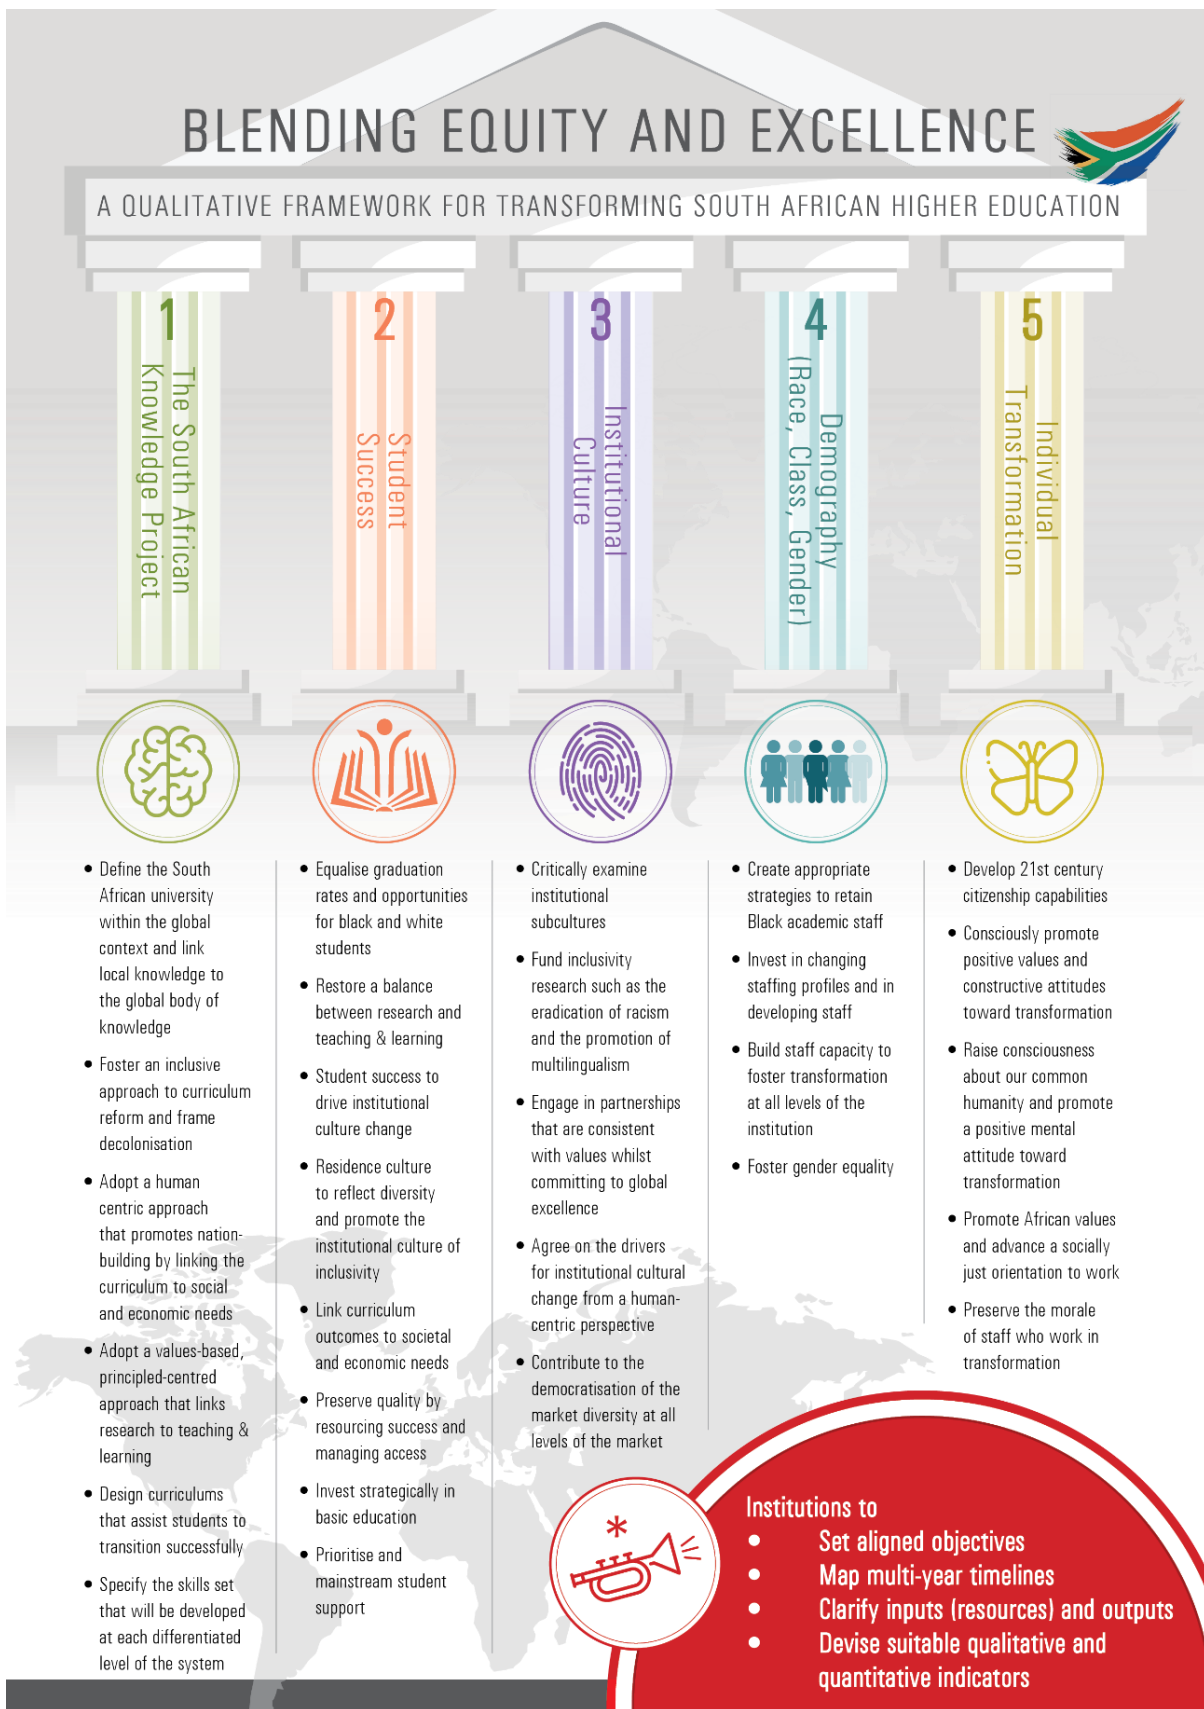 BLENDING EQUITY AND EXCELLENCE
A QUALITATIVE FRAMEWORK FOR TRANSFORMING SOUTH AFRICAN HIGHER EDUCATION
1
The South African
Knowledge Project
2
Student
Success
3
Institutional
Culture
4
Demography
(Race, Class, Gender)
5
Individual
Transformation
• Define the South
African university
within the global
context and link
local knowledge to
the global body of
knowledge
• Foster an inclusive
approach to curriculum
reform and frame
decolonisation
• Adopt a human
centric approach
that promotes nation-
building by linking the
curriculum to social
and economic needs
• Adopt a values-based,
principled-centred
approach that links
research to teaching &
learning
• Design curriculums
that assist students to
transition successfully
• Specify the skills set
that will be developed
at each differentiated
level of the system
• Equalise graduation
rates and opportunities
for black and white
students
• Restore a balance
between research and
teaching & learning
• Student success to
drive institutional
culture change
• Residence culture
to reflect diversity
and promote the
institutional culture of
inclusivity
• Link curriculum
outcomes to societal
and economic needs
• Preserve quality by
resourcing success and
managing access
• Invest strategically in
basic education
• Prioritise and
mainstream student
support
• Critically examine
institutional
subcultures
• Fund inclusivity
research such as the
eradication of racism
and the promotion of
multilingualism
• Engage in partnerships
that are consistent
with values whilst
committing to global
excellence
• Agree on the drivers
for institutional cultural
change from a human-
centric perspective
• Contribute to the
democratisation of the
market diversity at all
levels of the market
• Create appropriate
strategies to retain
Black academic staff
• Invest in changing
staffing profiles and in
developing staff
• Build staff capacity to
foster transformation
at all levels of the
institution
• Foster gender equality
• Develop 21st century
citizenship capabilities
• Consciously promote
positive values and
constructive attitudes
toward transformation
• Raise consciousness
about our common
humanity and promote
a positive mental
attitude toward
transformation
• Promote African values
and advance a socially
just orientation to work
• Preserve the morale
of staff who work in
transformation
*
Institutions to
• Set aligned objectives
• Map multi-year timelines
• Clarify inputs (resources) and outputs
• Devise suitable qualitative and
quantitative indicators